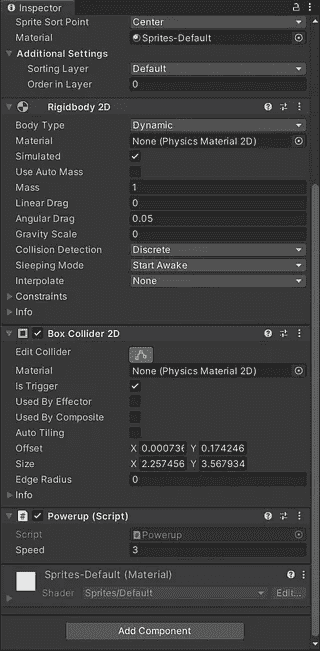 Inspector
Sprite Sort Point Center
Material Sprites-Default
Additional Settings
Sorting Layer Default
Order in Layer 0
Rigidbody 2D
Body Type Dynamic
Material None (Physics Material 2D)
Simulated
Use Auto Mass
Mass 1
Linear Drag 0
Angular Drag 0.05
Gravity Scale 0
Collision Detection Discrete
Sleeping Mode Start Awake
Interpolate None
Constraints
Info
Box Collider 2D
Edit Collider
Material None (Physics Material 2D)
Is Trigger
Used By Effector
Used By Composite
Auto Tiling
Offset X 0.000736 Y 0.174246
Size X 2.257456 Y 3.567934
Edge Radius 0
Info
Powerup (Script)
Script Powerup
Speed 3
Sprites-Default (Material)
Shader Sprites/Default Edit...
Add Component